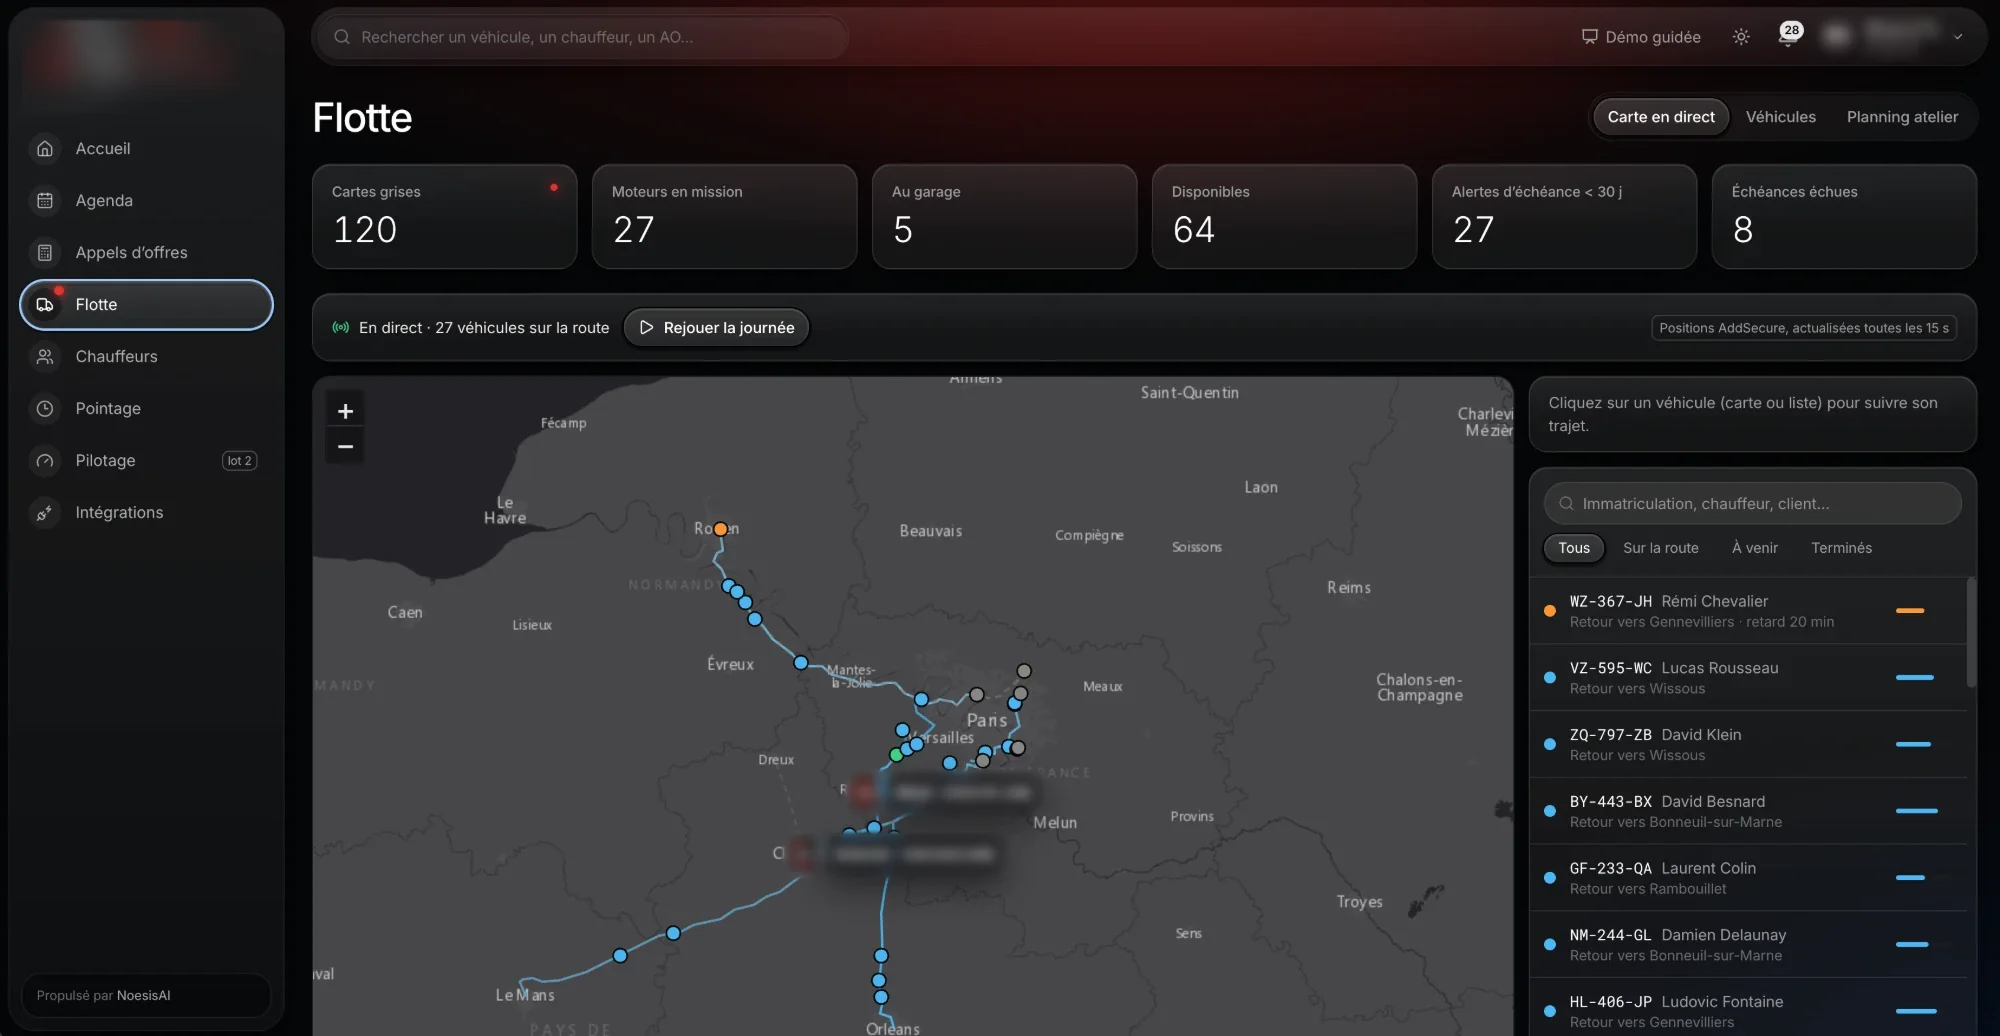 Rechercher un véhicule, un chauffeur, un AO...
Démo guidée
28
Accueil
Agenda
Appels d’offres
Flotte
Chauffeurs
Pointage
Pilotage
lot 2
Intégrations
Propulsé par NoesisAI
Flotte
Carte en direct
Véhicules
Planning atelier
Cartes grises
120
Moteurs en mission
27
Au garage
5
Disponibles
64
Alertes d’échéance < 30 j
27
Échéances échues
8
En direct · 27 véhicules sur la route
Rejouer la journée
Positions AddSecure, actualisées toutes les 15 s
+
−
Amiens
Saint-Quentin
Fécamp
Laon
Le
Havre
Beauvais
Compiègne
Soissons
Reims
Caen
Lisieux
Évreux
Mantes-
la-Jolie
Meaux
Chalons-en-
Champagne
Paris
Versailles
Dreux
Melun
Provins
Troyes
Sens
Le Mans
PAYS DE
Orléans
Cliquez sur un véhicule (carte ou liste) pour suivre son
trajet.
Immatriculation, chauffeur, client...
Tous
Sur la route
À venir
Terminés
WZ-367-JH Rémi Chevalier
Retour vers Gennevilliers · retard 20 min
VZ-595-WC Lucas Rousseau
Retour vers Wissous
ZQ-797-ZB David Klein
Retour vers Wissous
BY-443-BX David Besnard
Retour vers Bonneuil-sur-Marne
GF-233-QA Laurent Colin
Retour vers Rambouillet
NM-244-GL Damien Delaunay
Retour vers Bonneuil-sur-Marne
HL-406-JP Ludovic Fontaine
Retour vers Gennevilliers